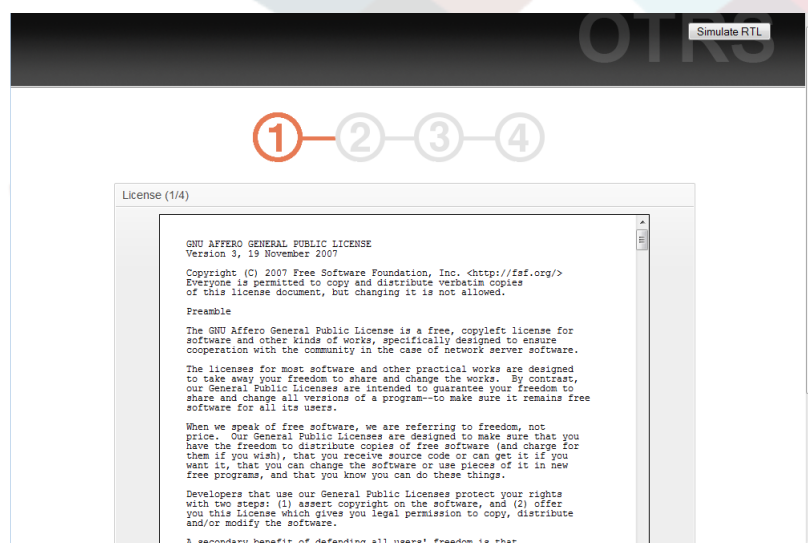 OTRS
Simulate RTL
1 2 3 4
License (1/4)
GNU AFFERO GENERAL PUBLIC LICENSE
Version 3, 19 November 2007
Copyright (C) 2007 Free Software Foundation, Inc. <http://fsf.org/>
Everyone is permitted to copy and distribute verbatim copies
of this license document, but changing it is not allowed.
Preamble
The GNU Affero General Public License is a free, copyleft license for
software and other kinds of works, specifically designed to ensure
cooperation with the community in the case of network server software.
The licenses for most software and other practical works are designed
to take away your freedom to share and change the works.  By contrast,
our General Public Licenses are intended to guarantee your freedom to
share and change all versions of a program--to make sure it remains free
software for all its users.
When we speak of free software, we are referring to freedom, not
price.  Our General Public Licenses are designed to make sure that you
have the freedom to distribute copies of free software (and charge for
them if you wish), that you receive source code or can get it if you
want it, that you can change the software or use pieces of it in new
free programs, and that you know you can do these things.
Developers that use our General Public Licenses protect your rights
with two steps: (1) assert copyright on the software, and (2) offer
you this License which gives you legal permission to copy, distribute
and/or modify the software.
A secondary benefit of defending all users' freedom is that